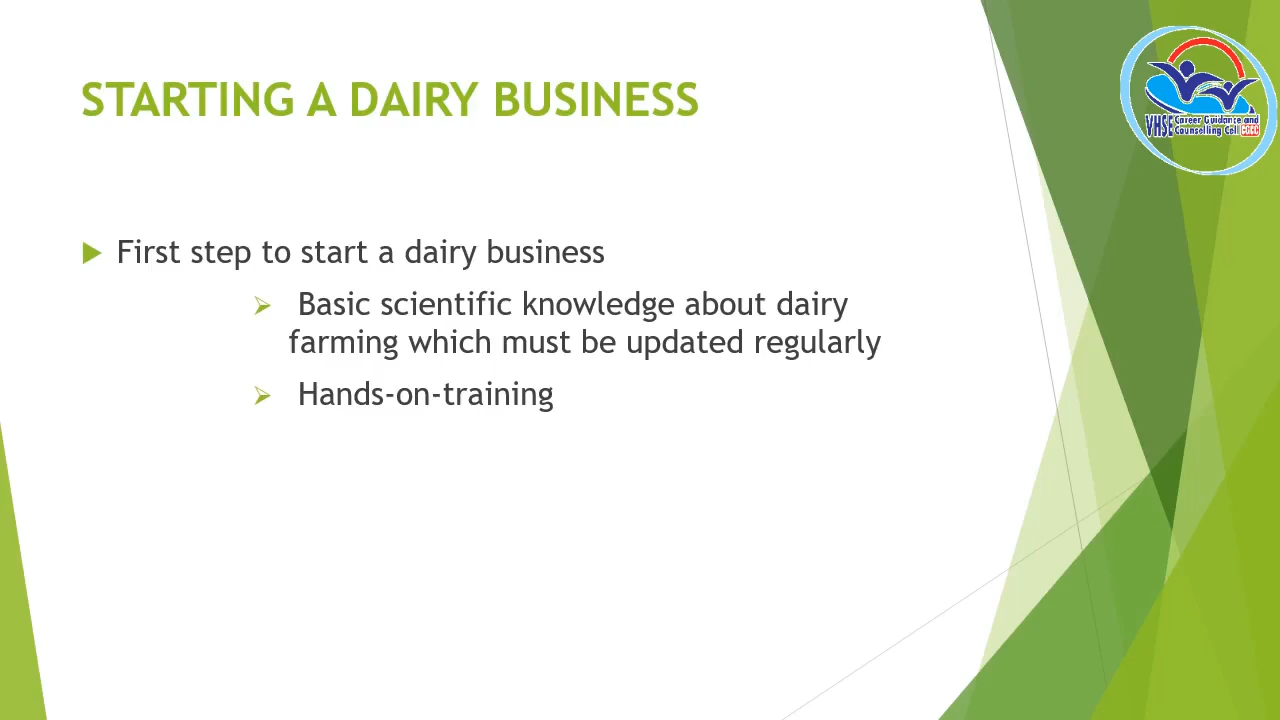 STARTING A DAIRY BUSINESS
VHSE Career Guidance and
Counselling Cell CGCC
First step to start a dairy business
Basic scientific knowledge about dairy
farming which must be updated regularly
Hands-on-training